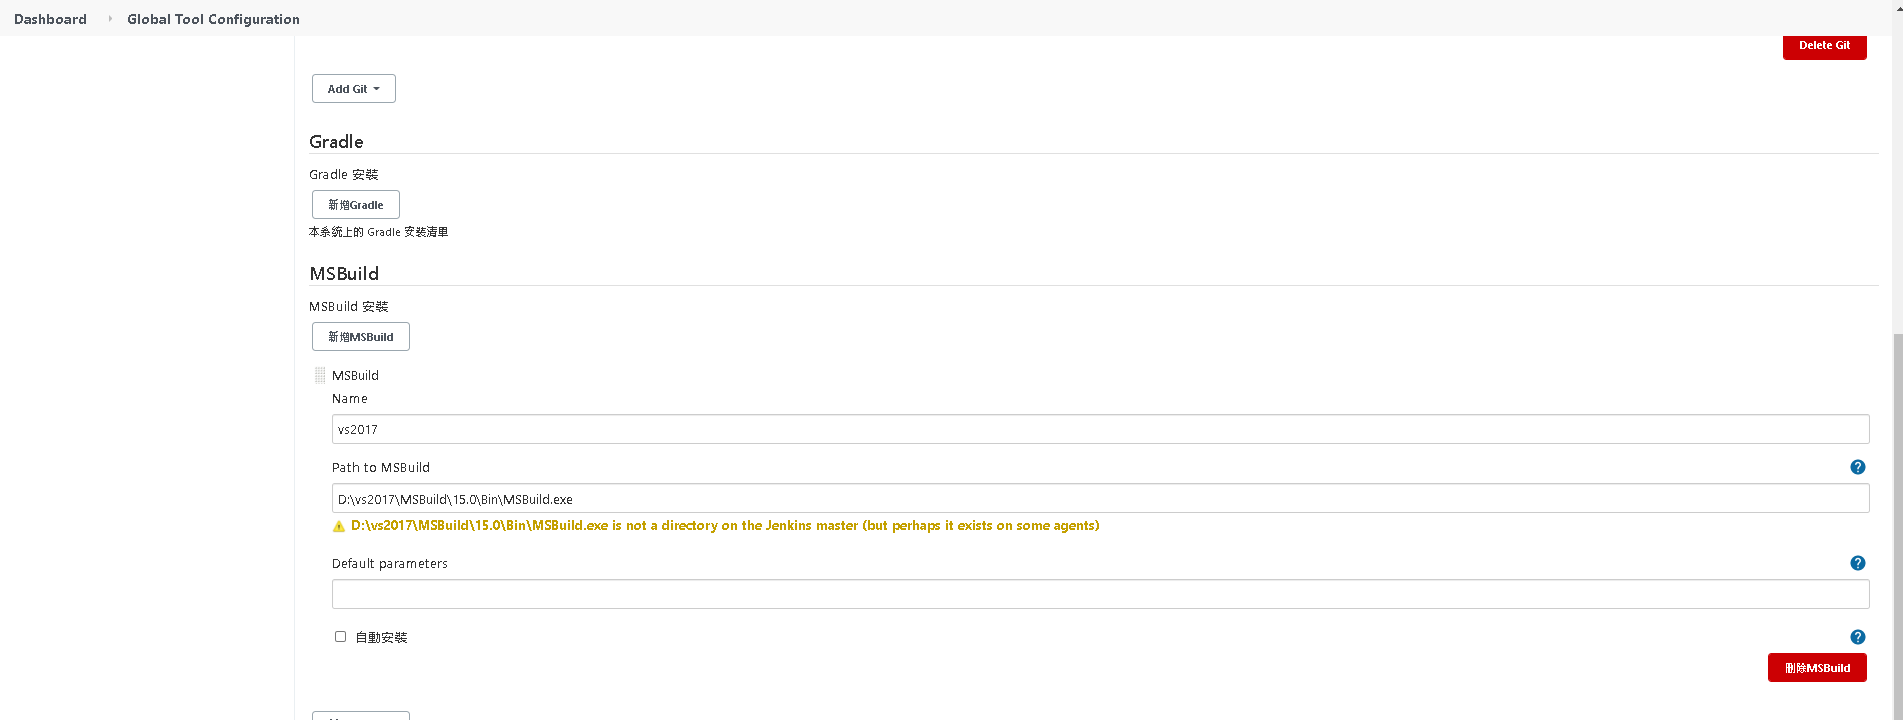 Dashboard
Global Tool Configuration
Delete Git
Add Git
Gradle
Gradle 安裝
新增Gradle
本系統上的 Gradle 安裝清單
MSBuild
MSBuild 安裝
新增MSBuild
MSBuild
Name
vs2017
Path to MSBuild
D:\vs2017\MSBuild\15.0\Bin\MSBuild.exe
D:\vs2017\MSBuild\15.0\Bin\MSBuild.exe is not a directory on the Jenkins master (but perhaps it exists on some agents)
Default parameters
自動安裝
刪除MSBuild